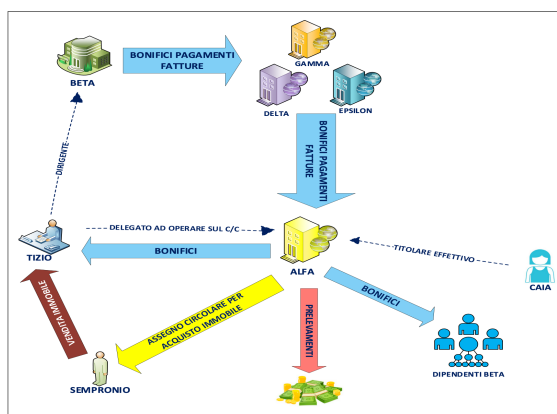 BONIFICI PAGAMENTI
FATTURE
BETA
GAMMA
DELTA
EPSILON
BONIFICI PAGAMENTI
FATTURE
DIRIGENTE
DELEGATO AD OPERARE SUL C/C
TITOLARE EFFETTIVO
TIZIO
BONIFICI
ALFA
CAIA
BONIFICI
VENDITA IMMOBILE
ASSEGNO CIRCOLARE PER
ACQUISTO IMMOBILE
PRELEVAMENTI
SEMPRONIO
DIPENDENTI BETA